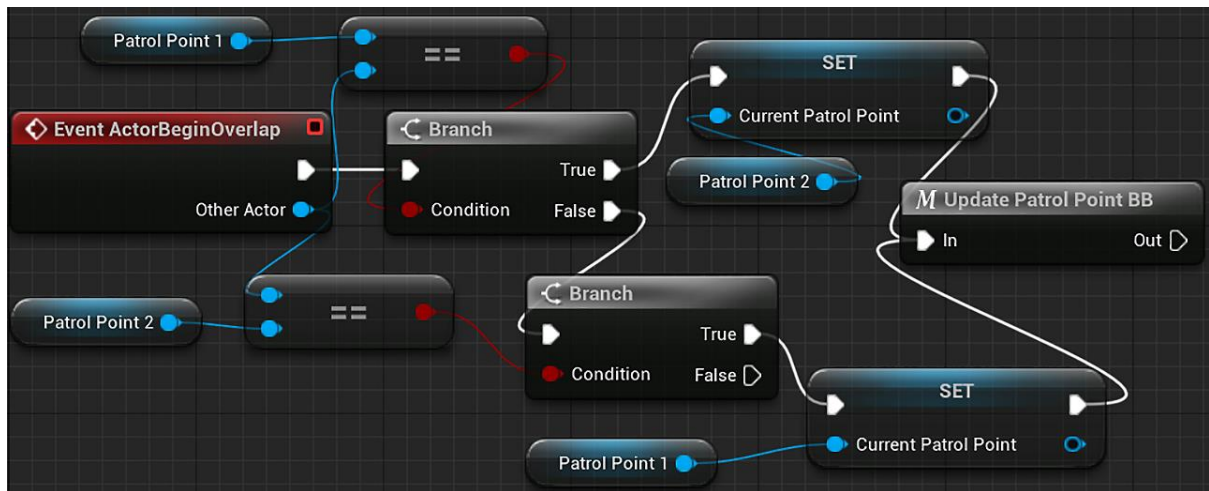 Patrol Point 1
==
SET
Current Patrol Point
Event ActorBeginOverlap
Other Actor
Branch
True
Condition
False
Patrol Point 2
M Update Patrol Point BB
In
Out
Patrol Point 2
==
Branch
True
Condition
False
SET
Current Patrol Point
Patrol Point 1